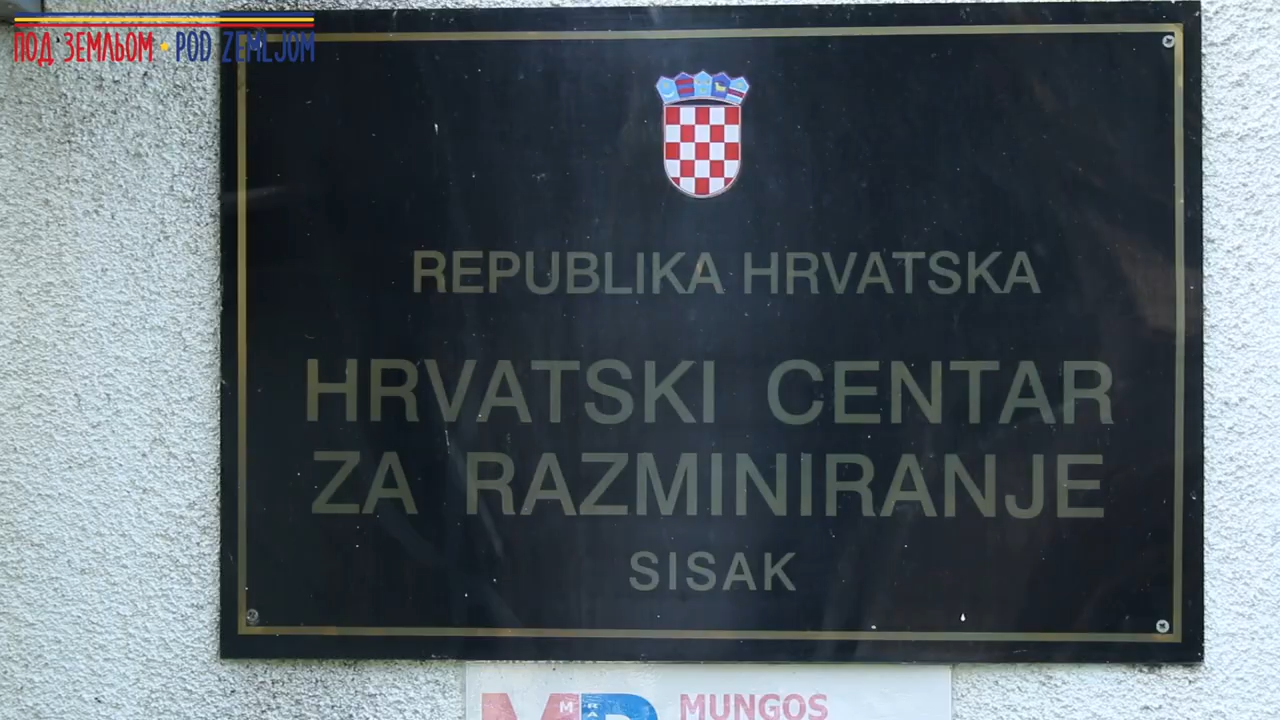 ПОД ЗЕМЉОМ · POD ZEMLJOM
REPUBLIKA HRVATSKA
HRVATSKI CENTAR
ZA RAZMINIRANJE
SISAK
MUNGOS